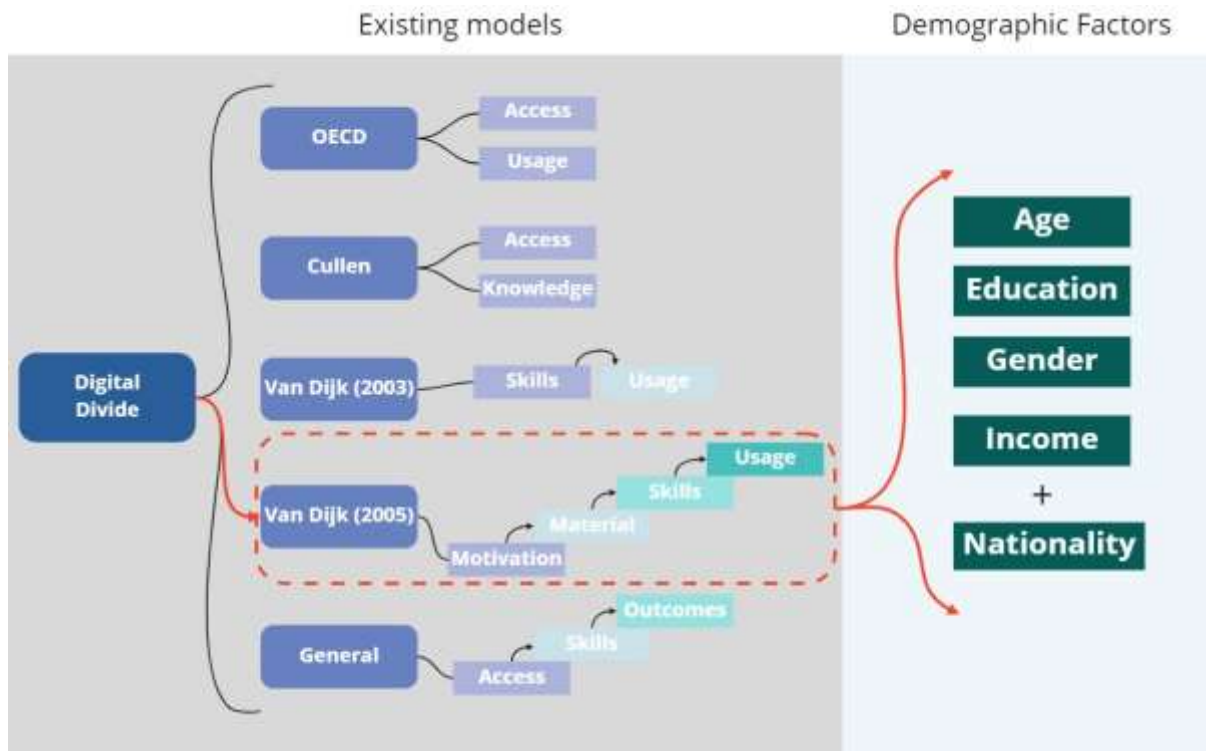 Existing models
Demographic Factors
Digital
Divide
OECD
Access
Usage
Cullen
Access
Knowledge
Van Dijk (2003)
Skills
Usage
Van Dijk (2005)
Motivation
Material
Skills
Usage
General
Access
Skills
Outcomes
Age
Education
Gender
Income
+
Nationality